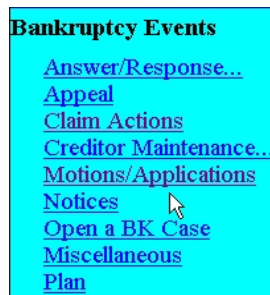 Bankruptcy Events
Answer/Response...
Appeal
Claim Actions
Creditor Maintenance...
Motions/Applications
Notices
Open a BK Case
Miscellaneous
Plan